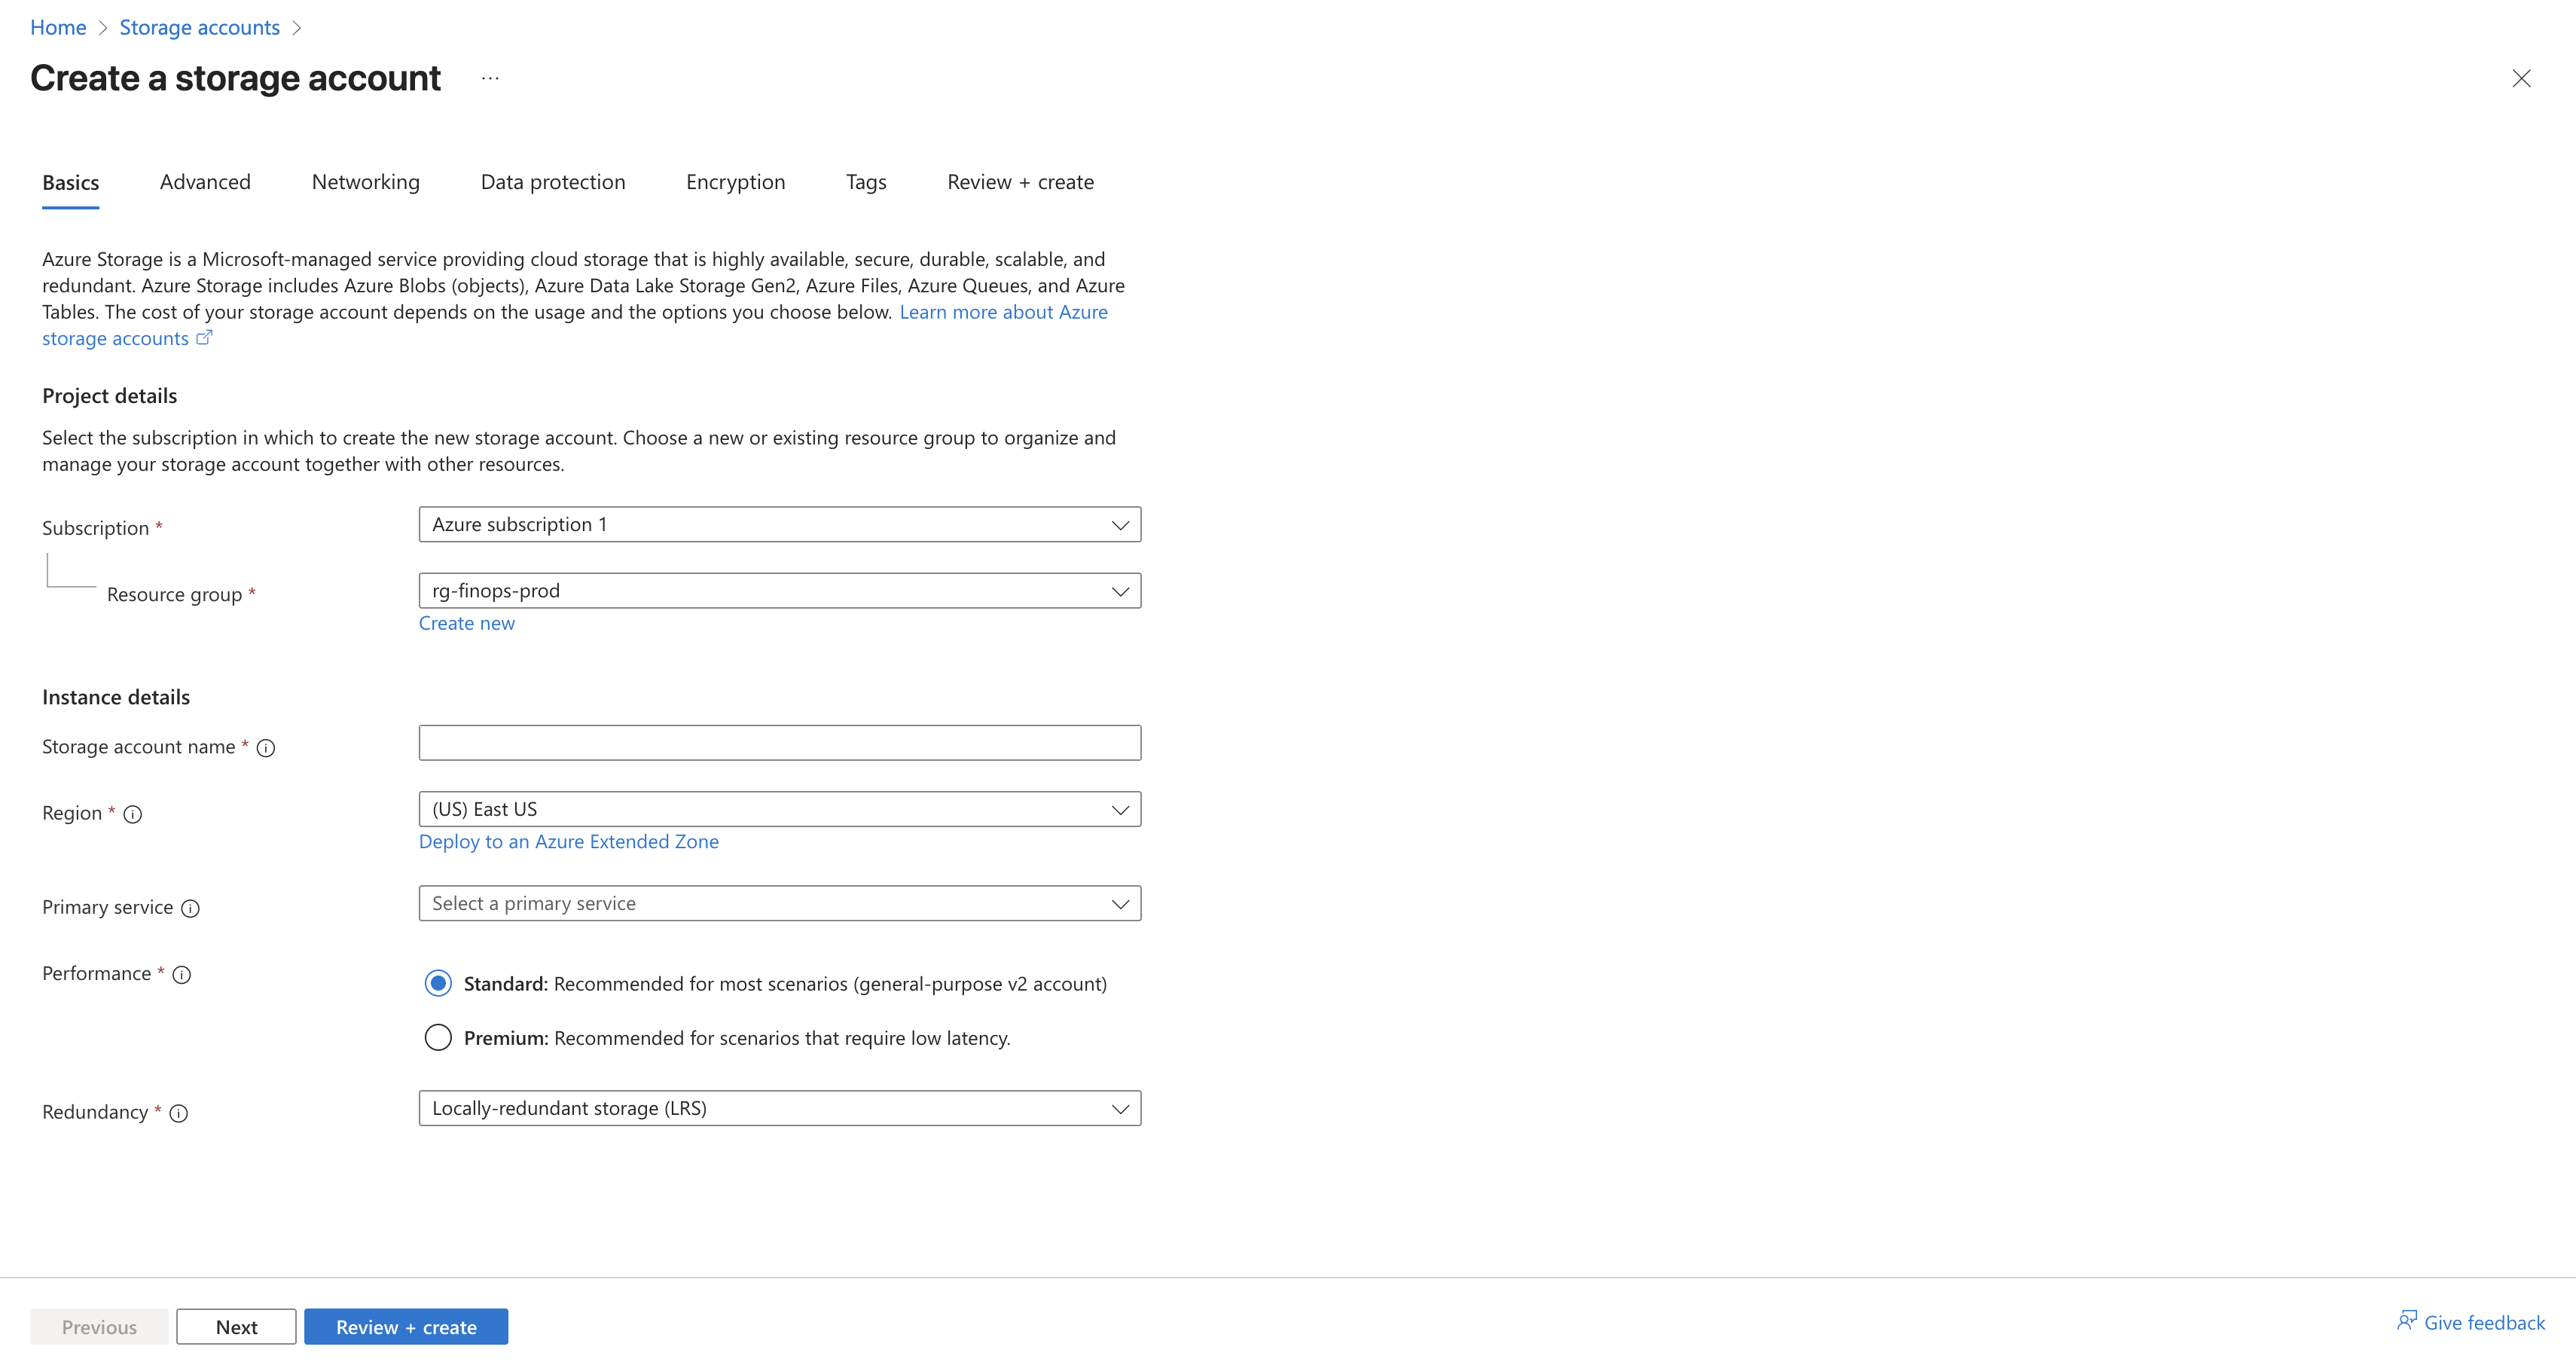 Home > Storage accounts >
Create a storage account ...
Basics Advanced Networking Data protection Encryption Tags Review + create
Azure Storage is a Microsoft-managed service providing cloud storage that is highly available, secure, durable, scalable, and
redundant. Azure Storage includes Azure Blobs (objects), Azure Data Lake Storage Gen2, Azure Files, Azure Queues, and Azure
Tables. The cost of your storage account depends on the usage and the options you choose below. Learn more about Azure
storage accounts
Project details
Select the subscription in which to create the new storage account. Choose a new or existing resource group to organize and
manage your storage account together with other resources.
Subscription * Azure subscription 1
Resource group * rg-finops-prod
Create new
Instance details
Storage account name *
Region * (US) East US
Deploy to an Azure Extended Zone
Primary service Select a primary service
Performance *
Standard: Recommended for most scenarios (general-purpose v2 account)
Premium: Recommended for scenarios that require low latency.
Redundancy * Locally-redundant storage (LRS)
Previous Next Review + create Give feedback